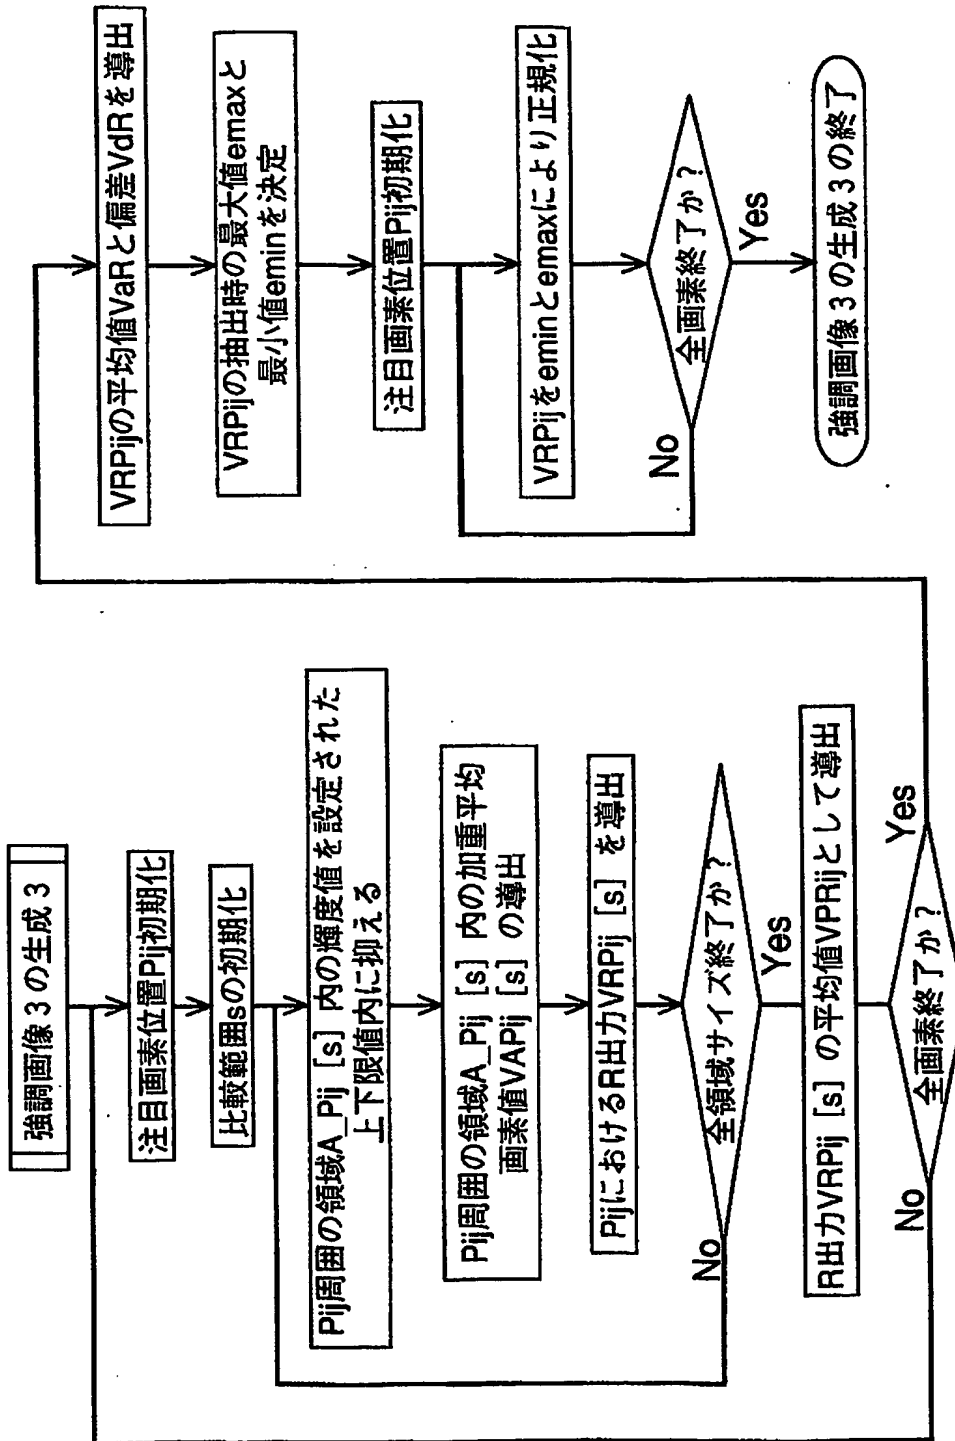 強調画像3の生成3
注目画素位置Pij初期化
比較範囲sの初期化
Pij周囲の領域A_Pij [s] 内の輝度値を設定された
上下限値内に抑える
Pij周囲の領域A_Pij [s] 内の加重平均
画素値VAPij [s] の導出
PijにおけるR出力VRPij [s] を導出
全領域サイズ終了か?
No
Yes
R出力VRPij [s] の平均値VPRijとして導出
全画素終了か?
No
Yes
VRPijの平均値VaRと偏差VdRを導出
VRPijの抽出時の最大値emaxと
最小値eminを決定
注目画素位置Pij初期化
VRPijをeminとemaxにより正規化
全画素終了か?
No
Yes
強調画像3の生成3の終了